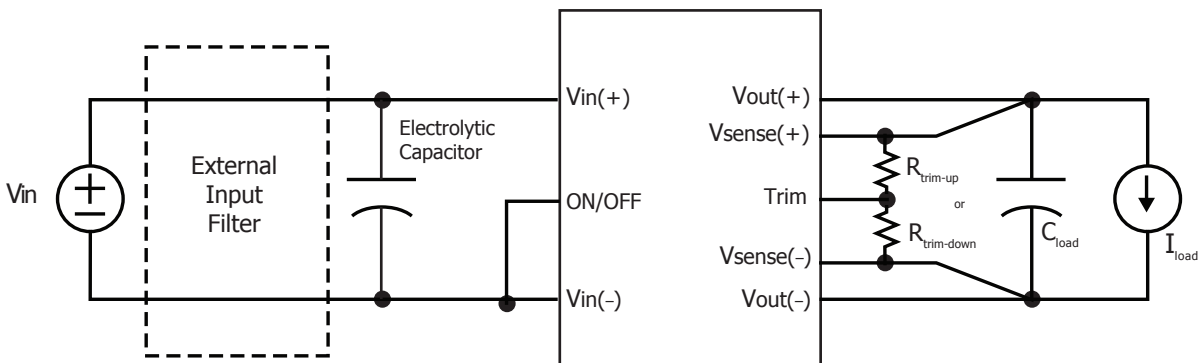 Vin
External
Input
Filter
Electrolytic
Capacitor
Vin(+)
ON/OFF
Vin(−)
Vout(+)
Vsense(+)
Trim
Vsense(−)
Vout(−)
Rtrim-up
or
Rtrim-down
Cload
Iload